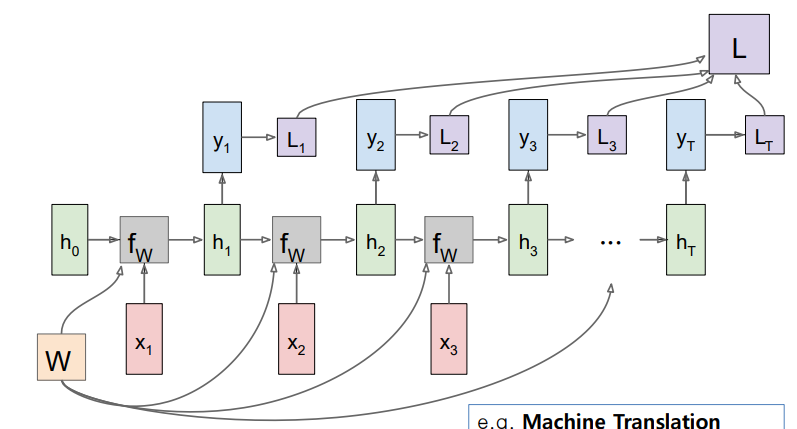 L
y1 L1 y2 L2 y3 L3 yT LT
h0 fW h1 fW h2 fW h3 ... hT
W x1 x2 x3
e.g. Machine Translation